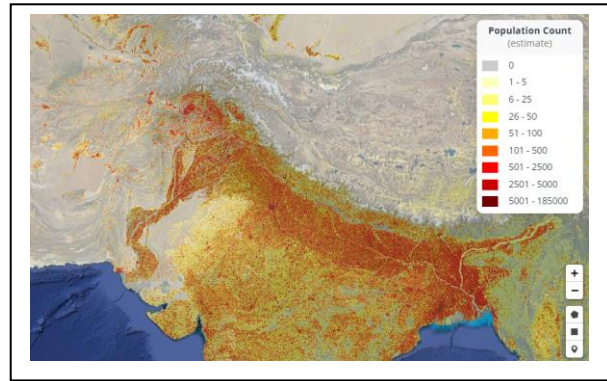 Population Count
(estimate)
0
1 - 5
6 - 25
26 - 50
51 - 100
101 - 500
501 - 2500
2501 - 5000
5001 - 185000
+
−